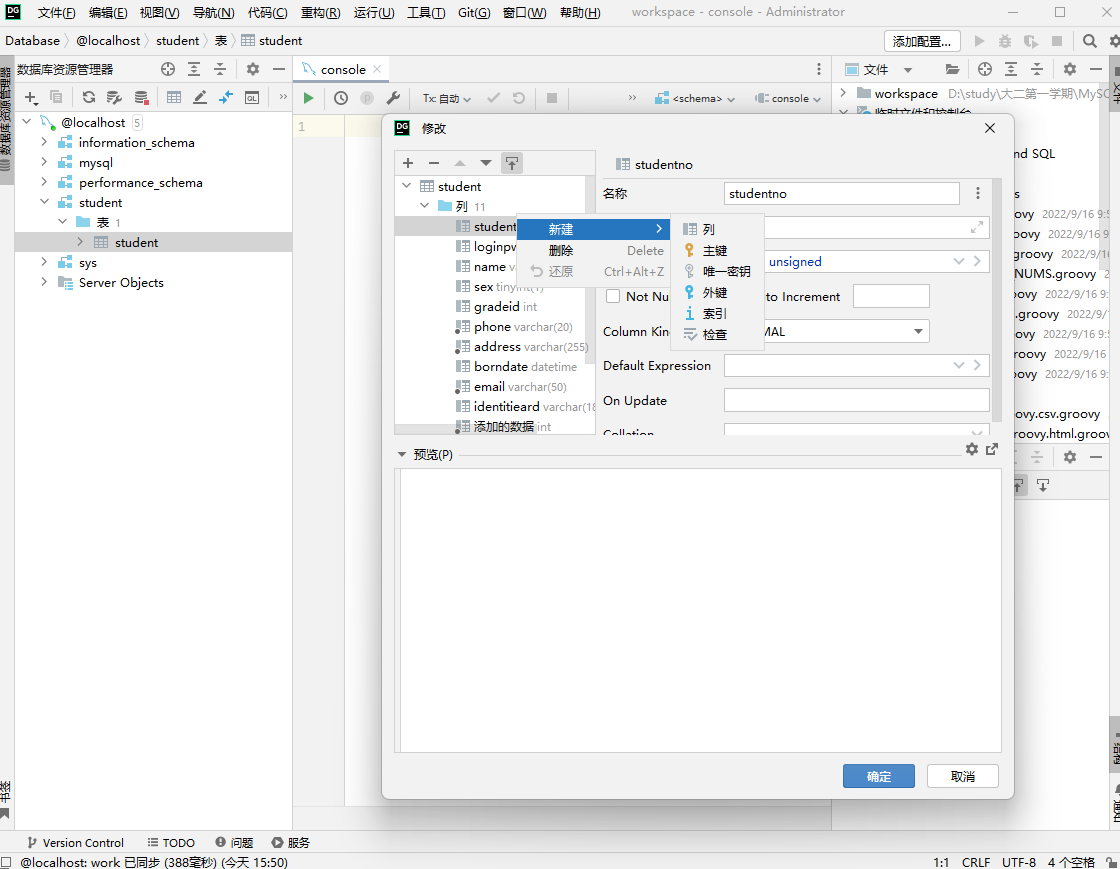 DG 文件(F) 编辑(E) 视图(V) 导航(N) 代码(C) 重构(R) 运行(U) 工具(T) Git(G) 窗口(W) 帮助(H) workspace - console - Administrator
Database @localhost student 表 student 添加配置...
数据库资源管理器
数据库资源管理器
console
文件
Tx: 自动
<schema>
console
@localhost 5
information_schema
mysql
performance_schema
student
表 1
student
sys
Server Objects
1
workspace D:\study\大二第一学期\MySQ
临时文件和控制台
nd SQL
s
ovy 2022/9/16 9:5
ovy 2022/9/16 9
groovy 2022/9/1
NUMS.groovy
ovy 2022/9/16 9:
.groovy 2022/9/
ovy 2022/9/16 9:5
roovy 2022/9/16
ovy 2022/9/16 9:
ovy.csv.groovy
roovy.html.groov
DG 修改
student
列 11
student
loginpw
name v
sex tinyint(1)
gradeid int
phone varchar(20)
address varchar(255)
borndate datetime
email varchar(50)
identitieard varchar(18
添加的数据 int
新建
删除 Delete
还原 Ctrl+Alt+Z
列
主键
唯一密钥
外键
索引
检查
studentno
名称 studentno
unsigned
Not Nu
to Increment
Column Kin
MAL
Default Expression
On Update
Collation
预览(P)
确定 取消
书签
Version Control TODO 问题 服务
@localhost: work 已同步 (388毫秒) (今天 15:50) 1:1 CRLF UTF-8 4 个空格